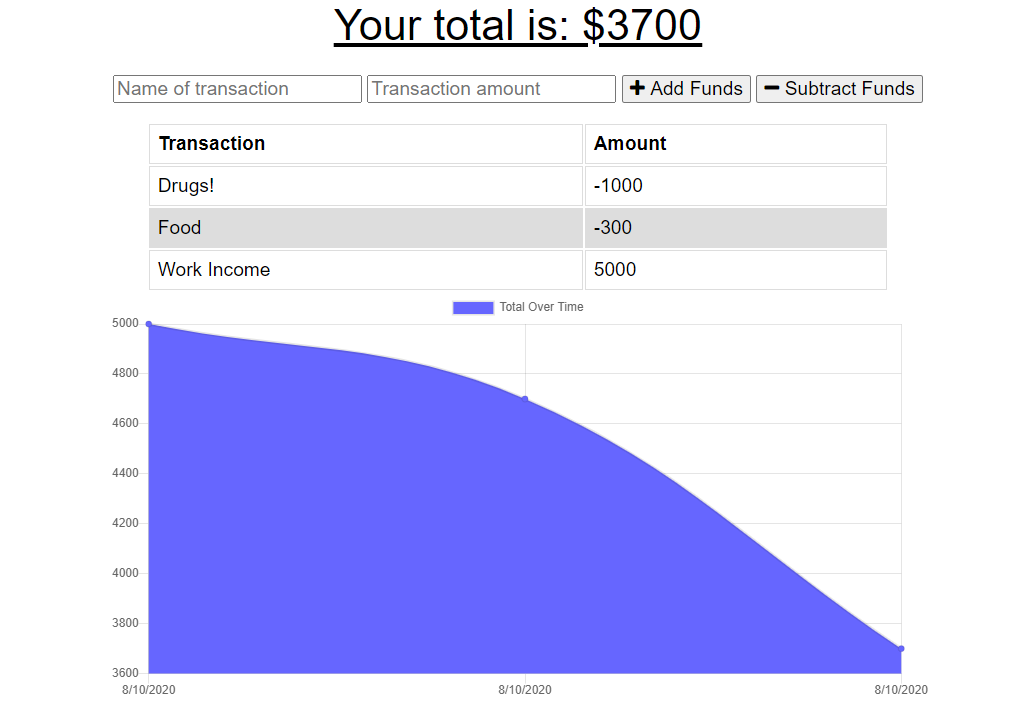 Your total is: $3700
Name of transaction Transaction amount Add Funds Subtract Funds
Transaction Amount
Drugs! -1000
Food -300
Work Income 5000
Total Over Time
5000
4800
4600
4400
4200
4000
3800
3600
8/10/2020 8/10/2020 8/10/2020